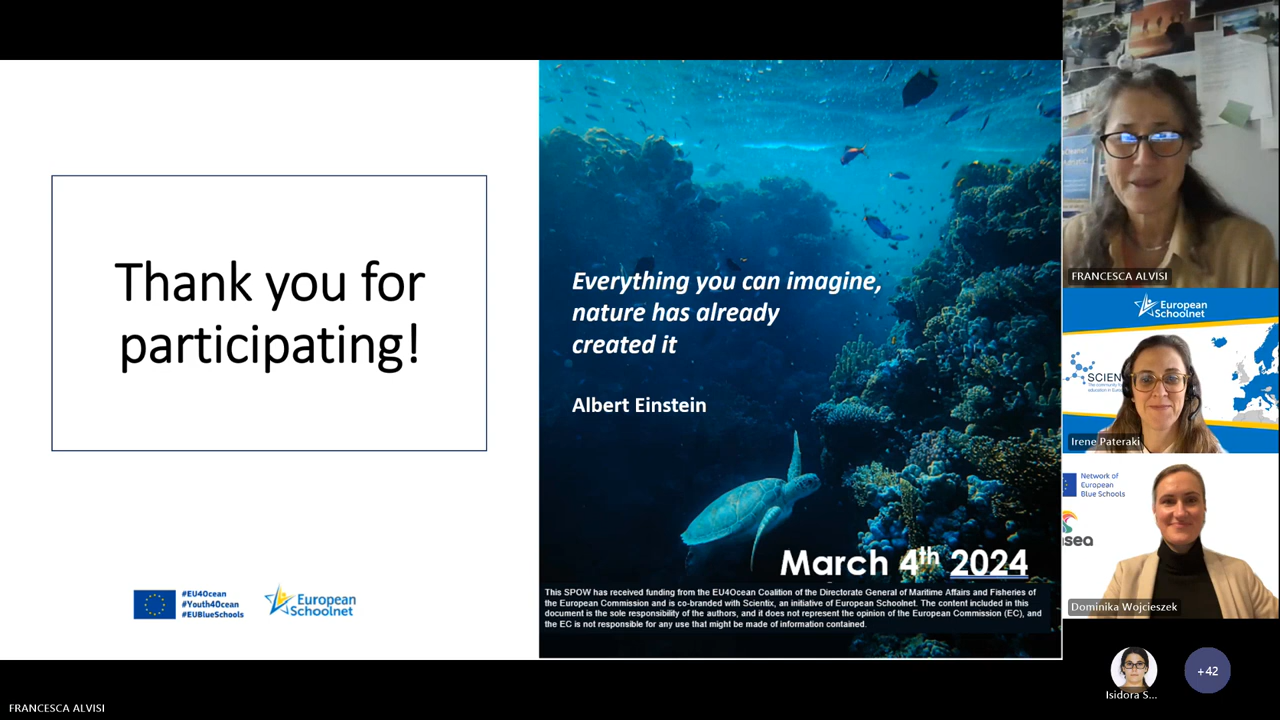 Thank you for
participating!
#EU4Ocean
#Youth4Ocean
#EUBlueSchools
European
Schoolnet
Everything you can imagine,
nature has already
created it
Albert Einstein
March 4th 2024
This SPOW has received funding from the EU4Ocean Coalition of the Directorate General of Maritime Affairs and Fisheries of
the European Commission and is co-branded with Scientix, an initiative of European Schoolnet. The content included in this
document is the sole responsibility of the authors, and it does not represent the opinion of the European Commission (EC), and
the EC is not responsible for any use that might be made of information contained.
FRANCESCA ALVISI
European
Schoolnet
SCIEN
Irene Pateraki
Network of
European
Blue Schools
sea
Dominika Wojcieszek
Isidora S...
+42
FRANCESCA ALVISI